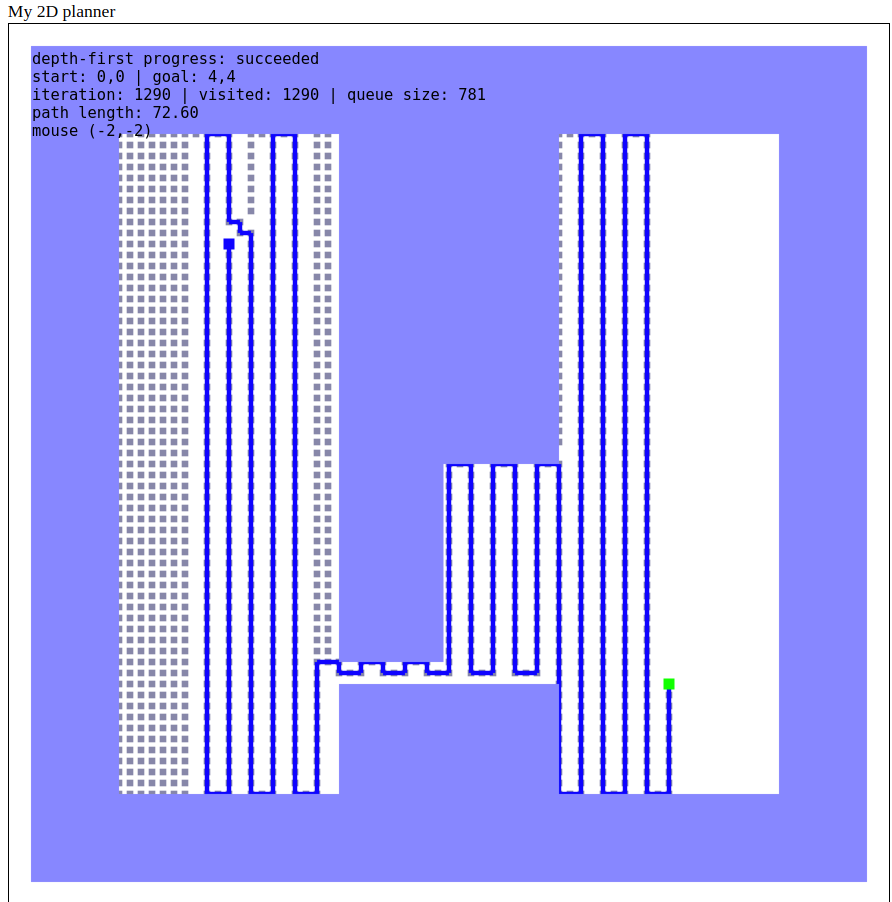 My 2D planner
depth-first progress: succeeded
start: 0,0 | goal: 4,4
iteration: 1290 | visited: 1290 | queue size: 781
path length: 72.60
mouse (-2,-2)